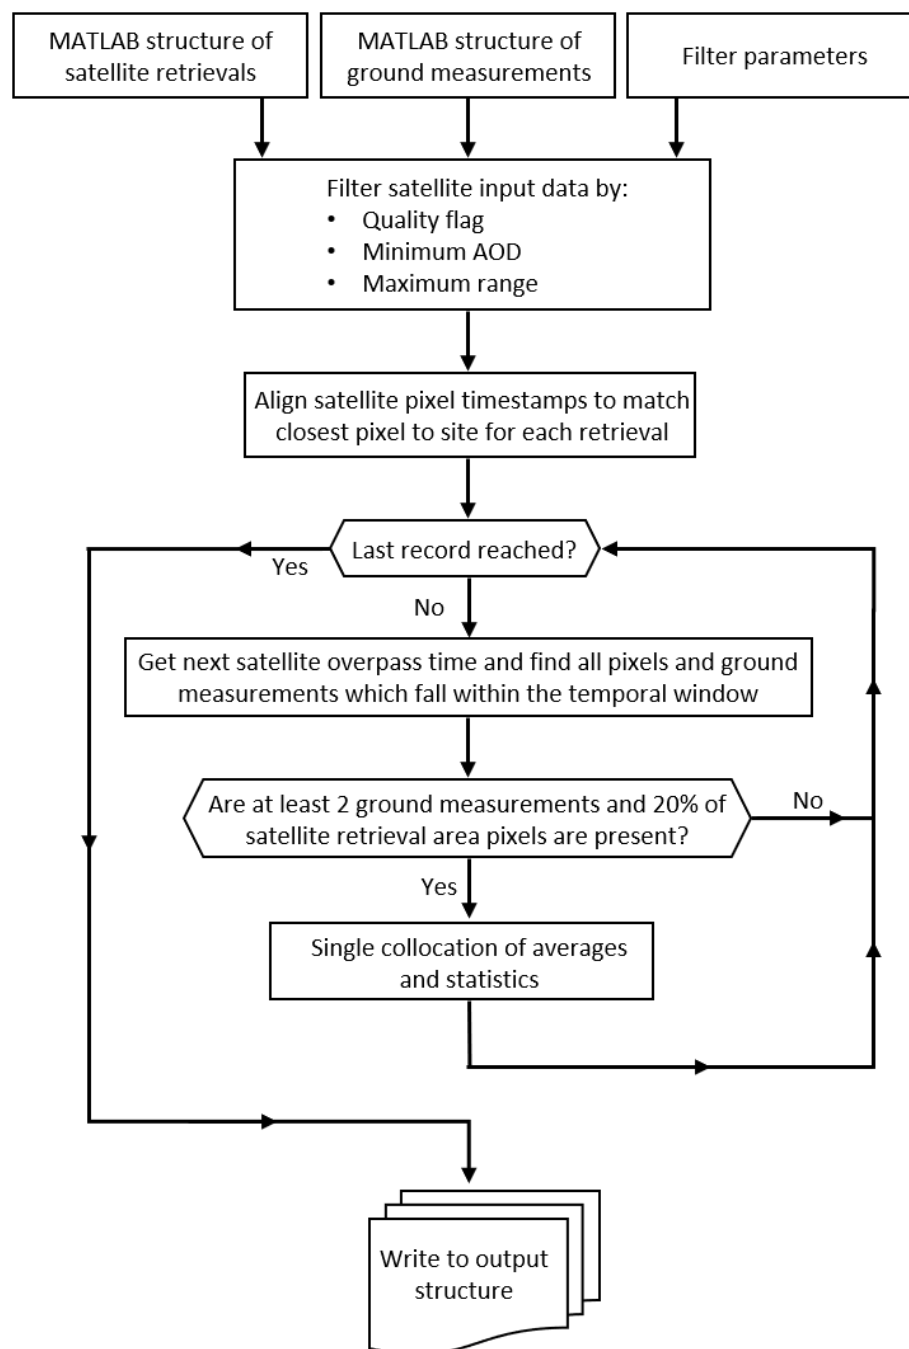 MATLAB structure of
satellite retrievals
MATLAB structure of
ground measurements
Filter parameters
Filter satellite input data by:
• Quality flag
• Minimum AOD
• Maximum range
Align satellite pixel timestamps to match
closest pixel to site for each retrieval
Last record reached?
Yes
No
Get next satellite overpass time and find all pixels and ground
measurements which fall within the temporal window
Are at least 2 ground measurements and 20% of
satellite retrieval area pixels are present?
No
Yes
Single collocation of averages
and statistics
Write to output
structure